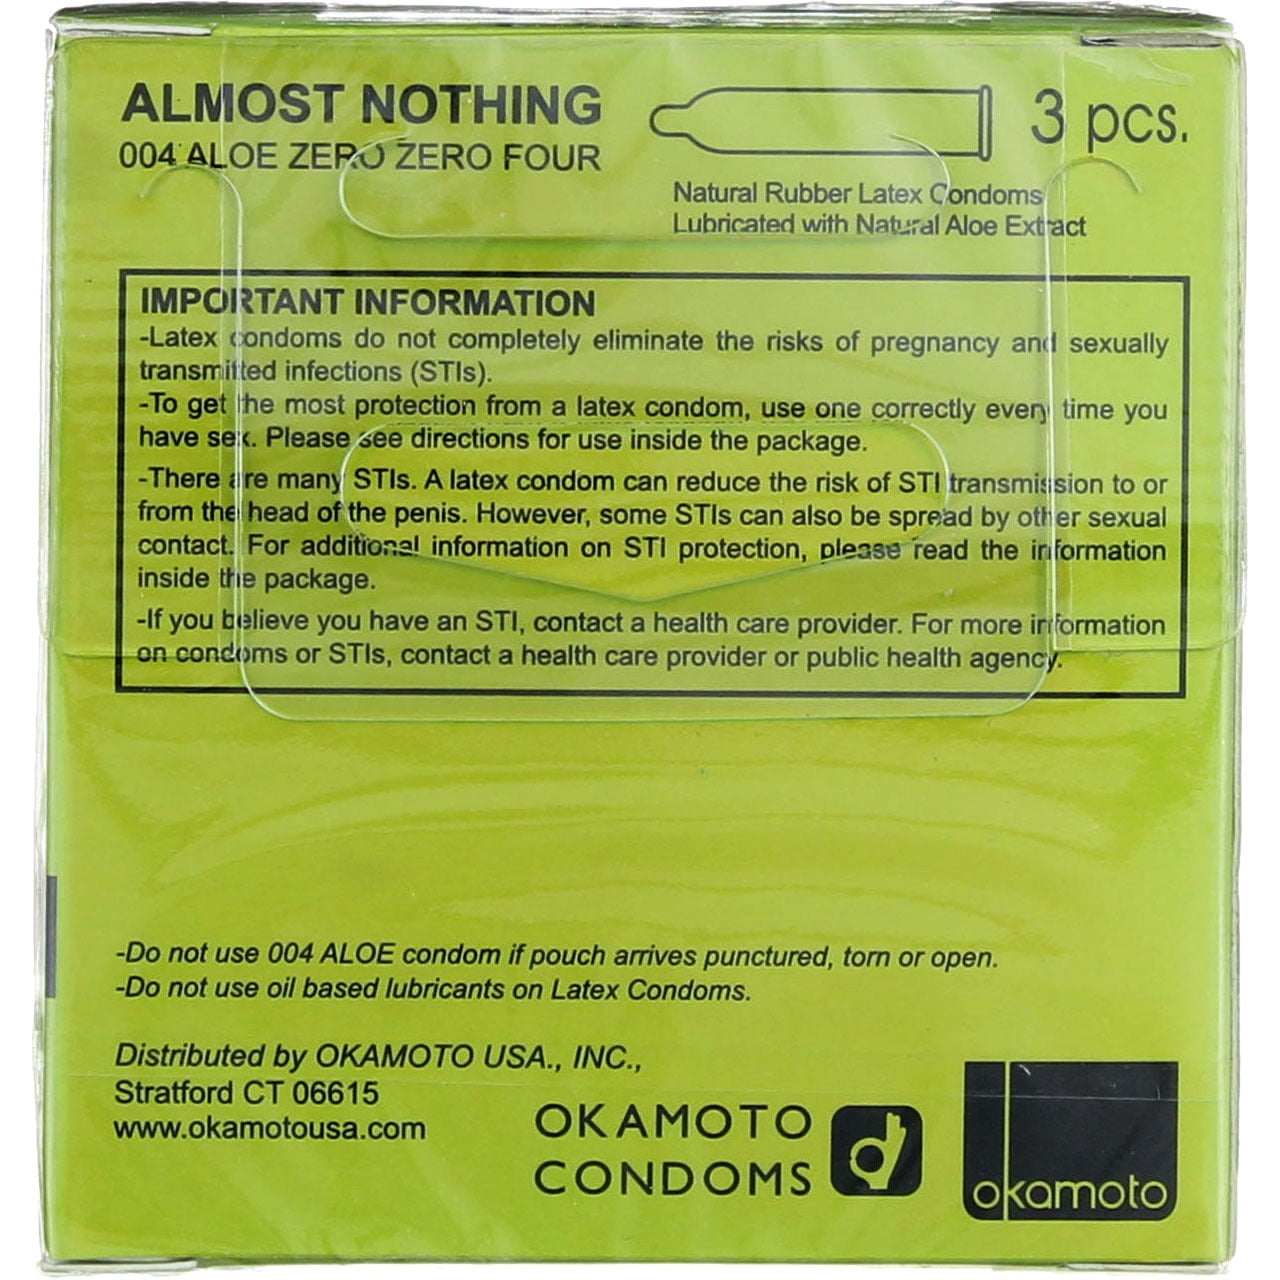 ALMOST NOTHING
004 ALOE ZERO ZERO FOUR
3 pcs.
Natural Rubber Latex Condoms
Lubricated with Natural Aloe Extract
IMPORTANT INFORMATION
-Latex condoms do not completely eliminate the risks of pregnancy and sexually
transmitted infections (STIs).
-To get the most protection from a latex condom, use one correctly every time you
have sex. Please see directions for use inside the package.
-There are many STIs. A latex condom can reduce the risk of STI transmission to or
from the head of the penis. However, some STIs can also be spread by other sexual
contact. For additional information on STI protection, please read the information
inside the package.
-If you believe you have an STI, contact a health care provider. For more information
on condoms or STIs, contact a health care provider or public health agency.
-Do not use 004 ALOE condom if pouch arrives punctured, torn or open.
-Do not use oil based lubricants on Latex Condoms.
Distributed by OKAMOTO USA., INC.,
Stratford CT 06615
www.okamotousa.com
OKAMOTO
CONDOMS
okamoto